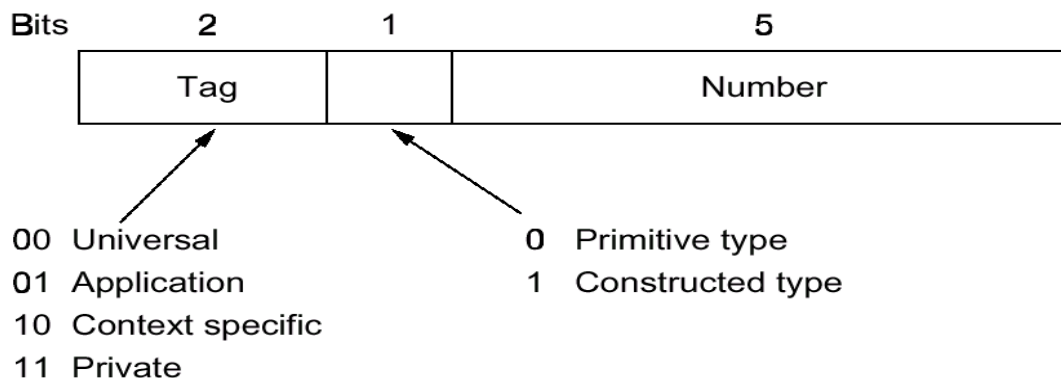 Bits 2 1 5
Tag Number
00 Universal 0 Primitive type
01 Application 1 Constructed type
10 Context specific
11 Private